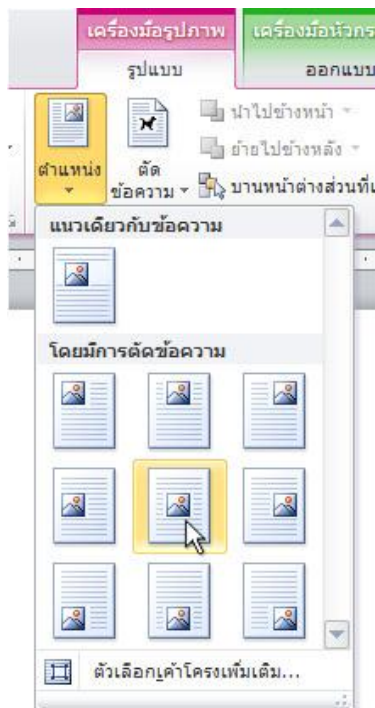 เครื่องมือรูปภาพ
เครื่องมือหัวกร
รูปแบบ
ออกแบบ
ตำแหน่ง
ตัด
ข้อความ
นำไปข้างหน้า
ย้ายไปข้างหลัง
บานหน้าต่างส่วนที่เ
แนวเดียวกับข้อความ
โดยมีการตัดข้อความ
ตัวเลือกเค้าโครงเพิ่มเติม...